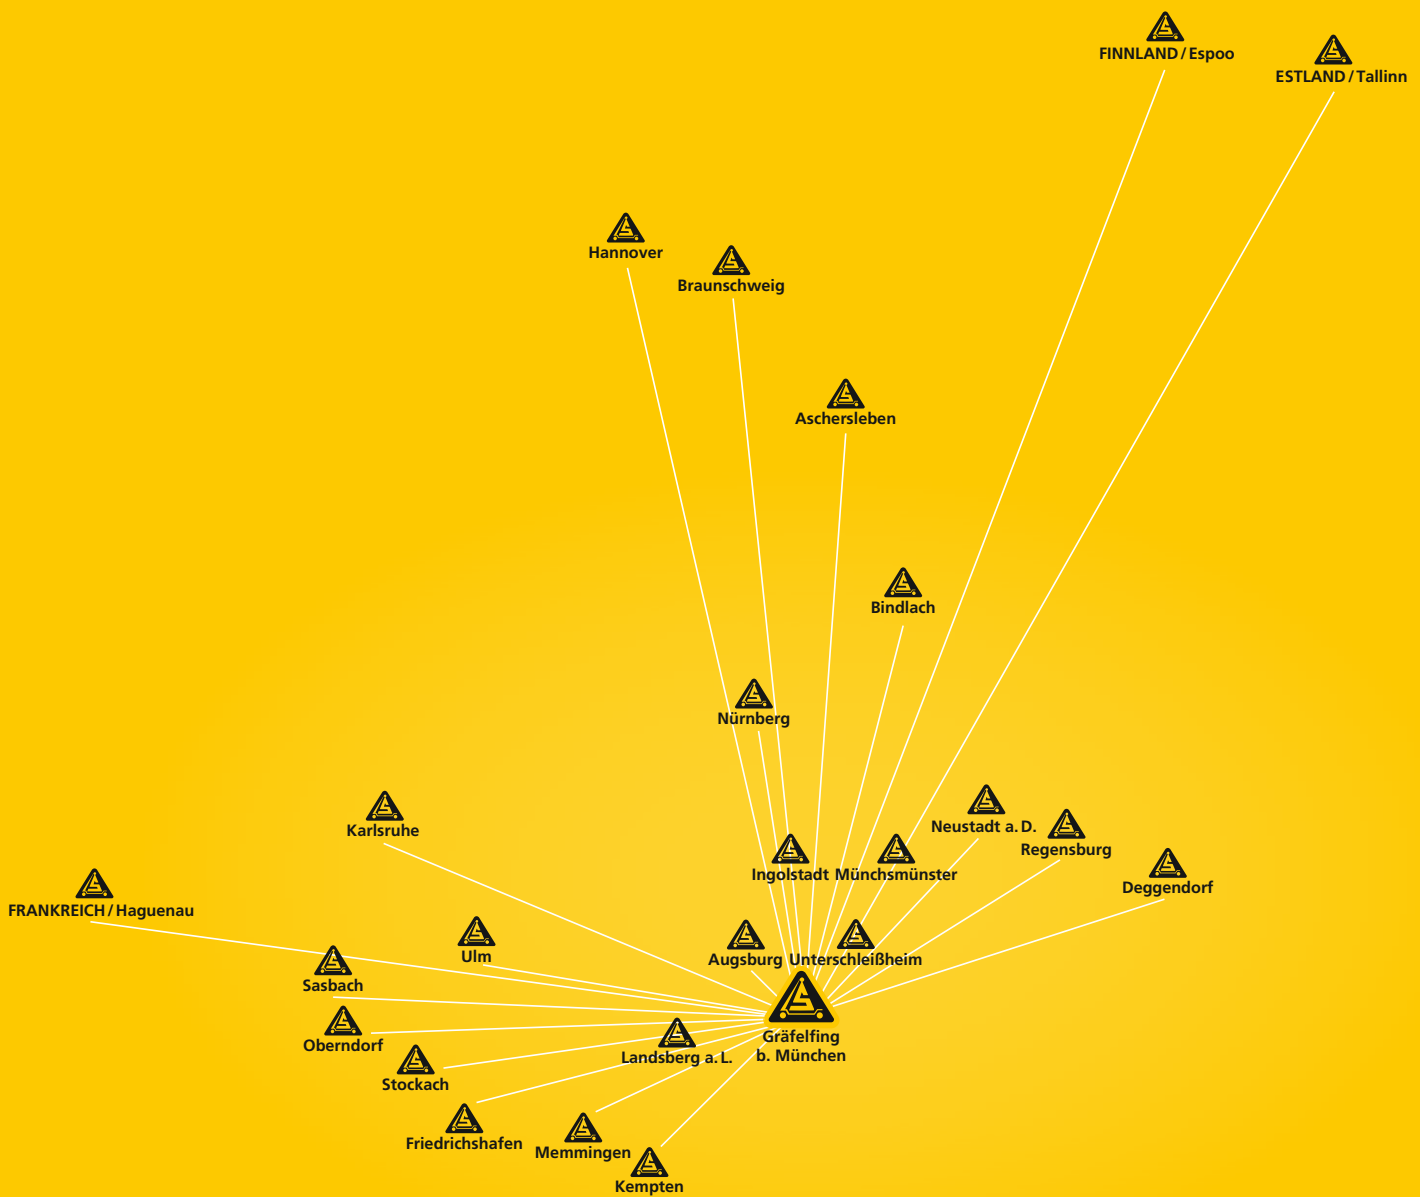 FINNLAND / Espoo
ESTLAND / Tallinn
Hannover
Braunschweig
Aschersleben
Bindlach
Nürnberg
Karlsruhe
Neustadt a. D.
Regensburg
Ingolstadt
Münchsmünster
Deggendorf
FRANKREICH / Haguenau
Ulm
Augsburg
Unterschleißheim
Sasbach
Oberndorf
Gräfelfing
b. München
Landsberg a. L.
Stockach
Friedrichshafen
Memmingen
Kempten